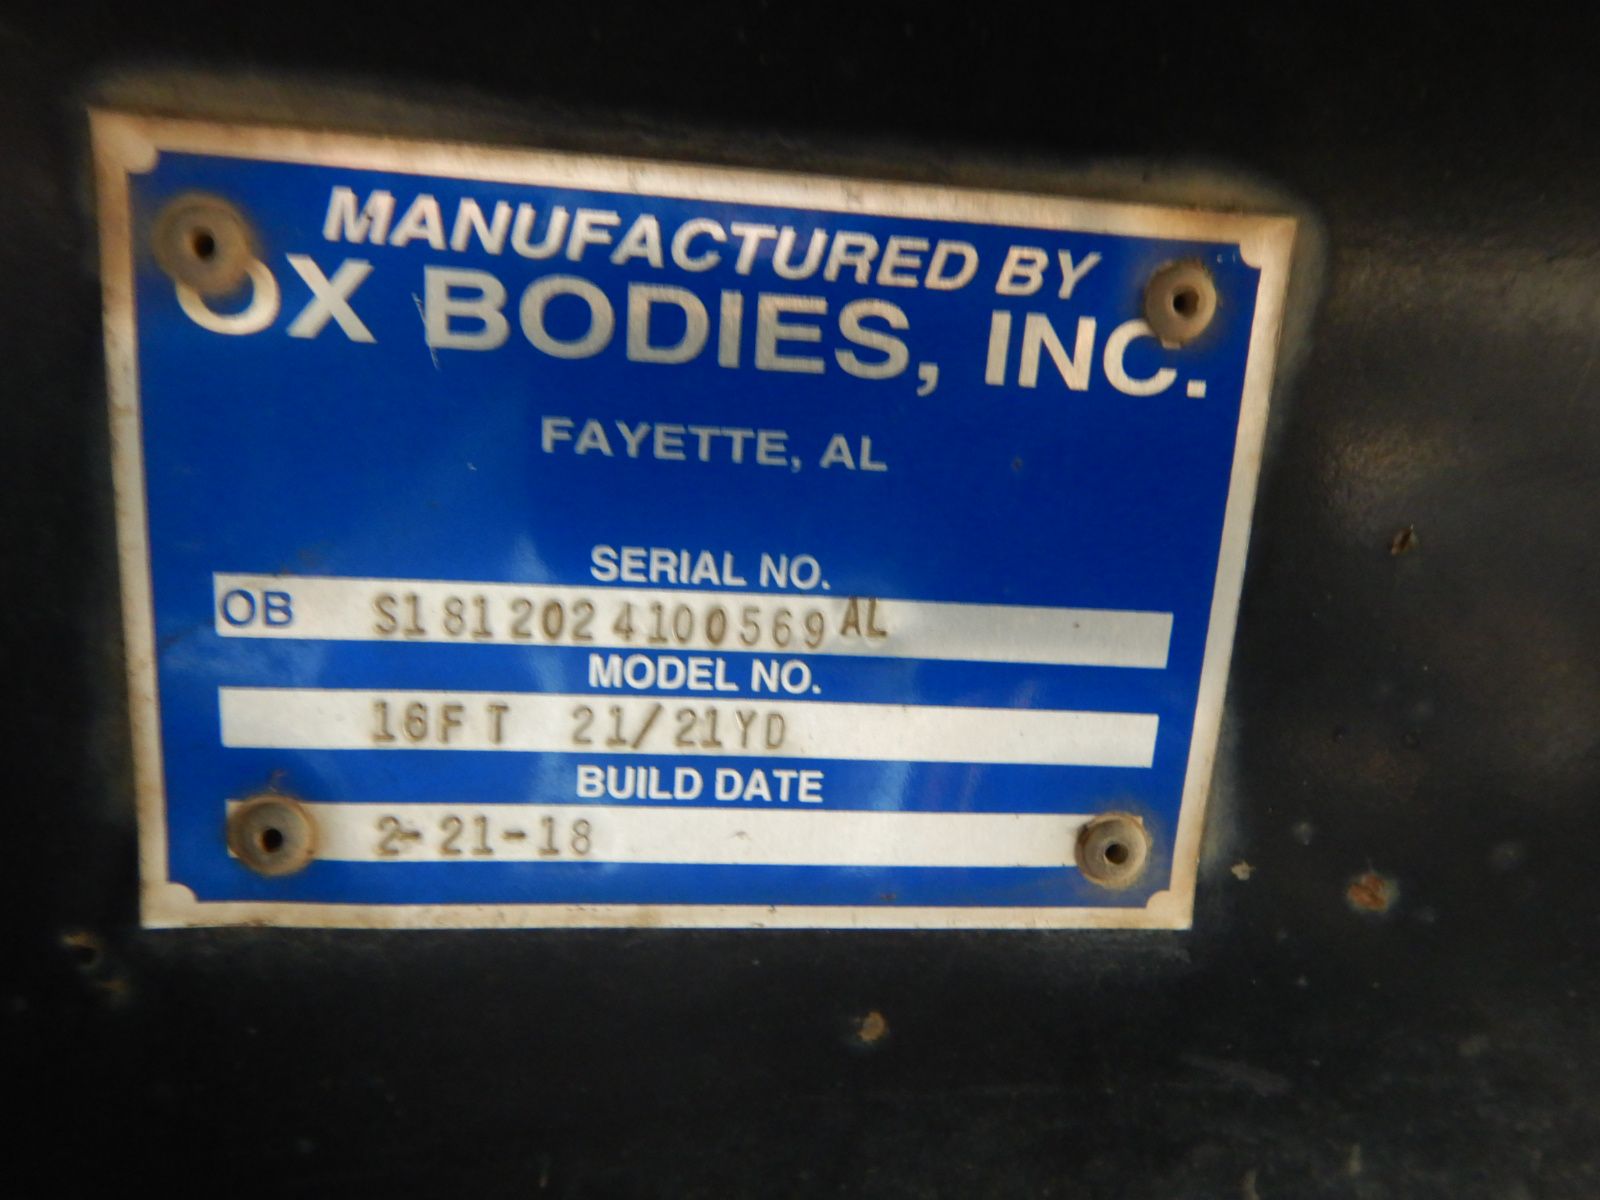 MANUFACTURED BY
OX BODIES, INC.
FAYETTE, AL
SERIAL NO.
OB S1812024100569AL
MODEL NO.
16FT 21/21YD
BUILD DATE
2-21-18